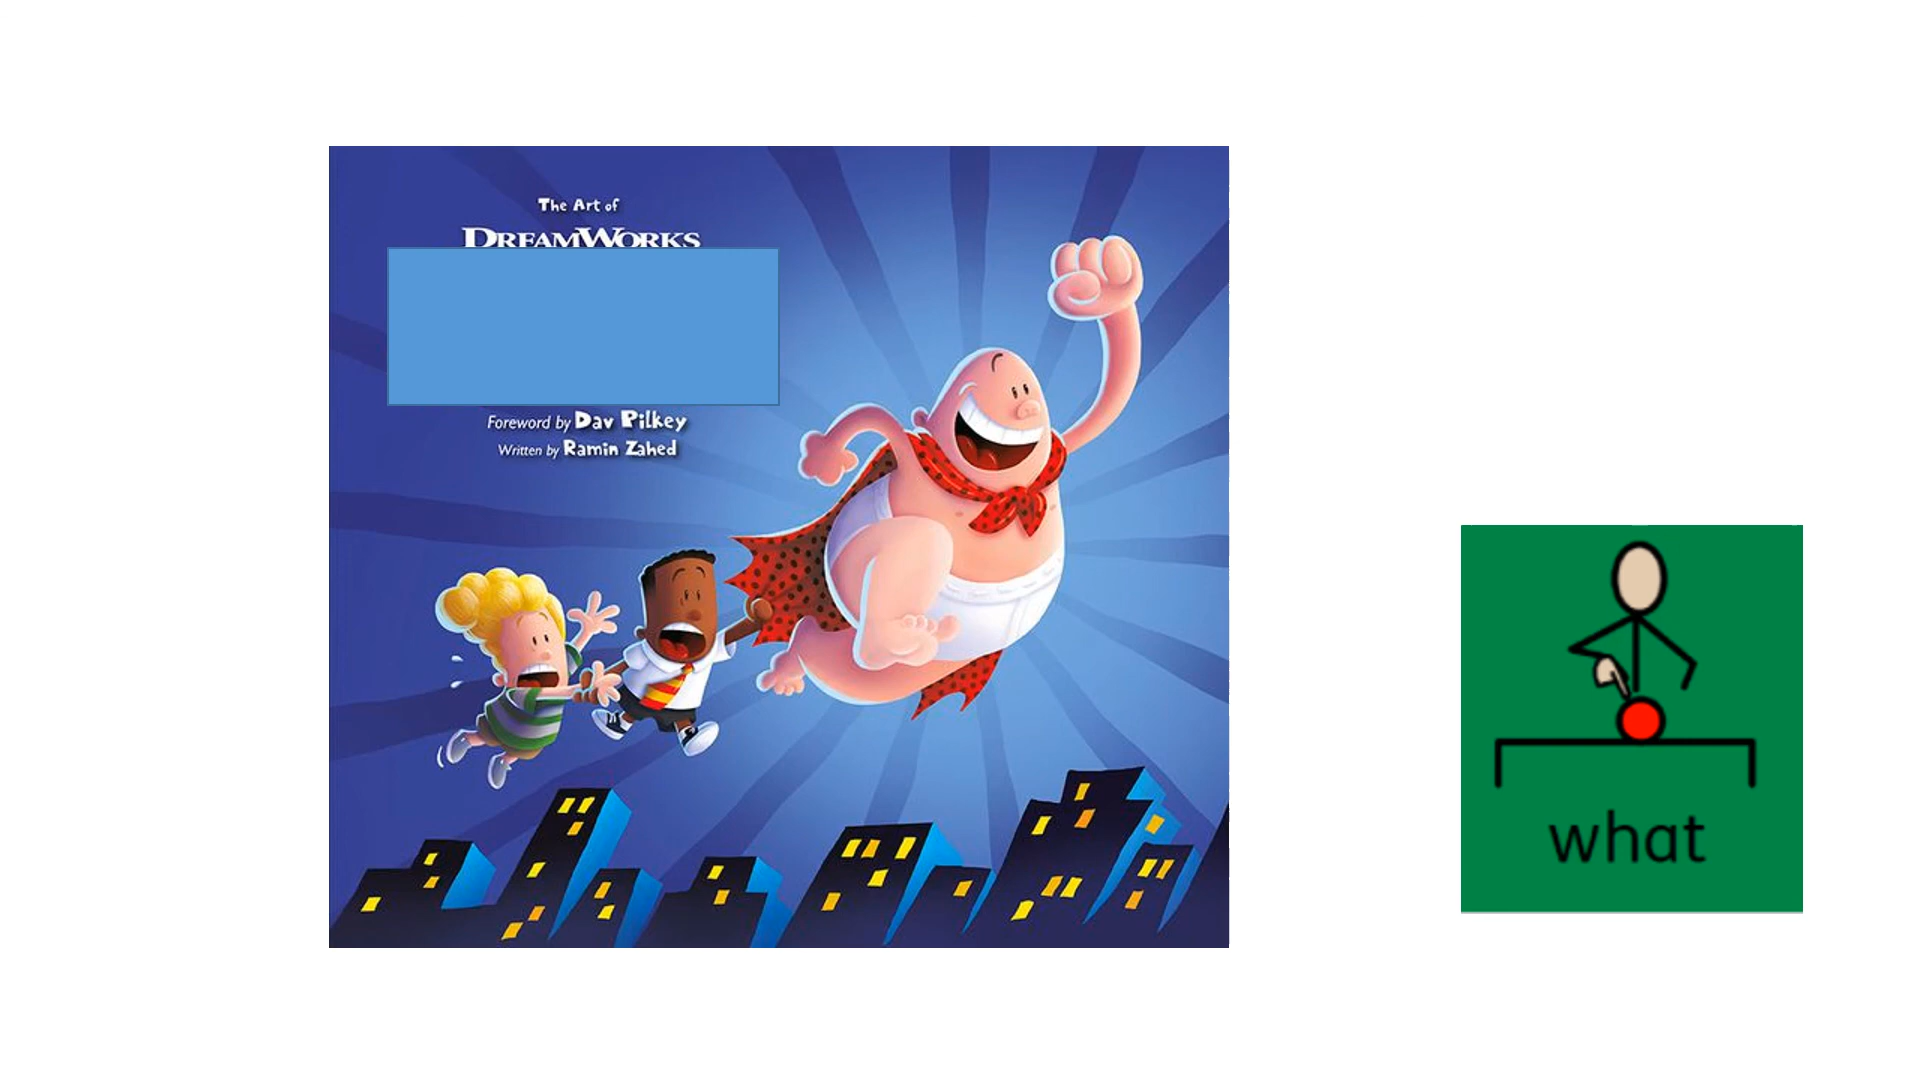 The Art of
DREAMWORKS
Foreword by Dav Pilkey
Written by Ramin Zahed
what